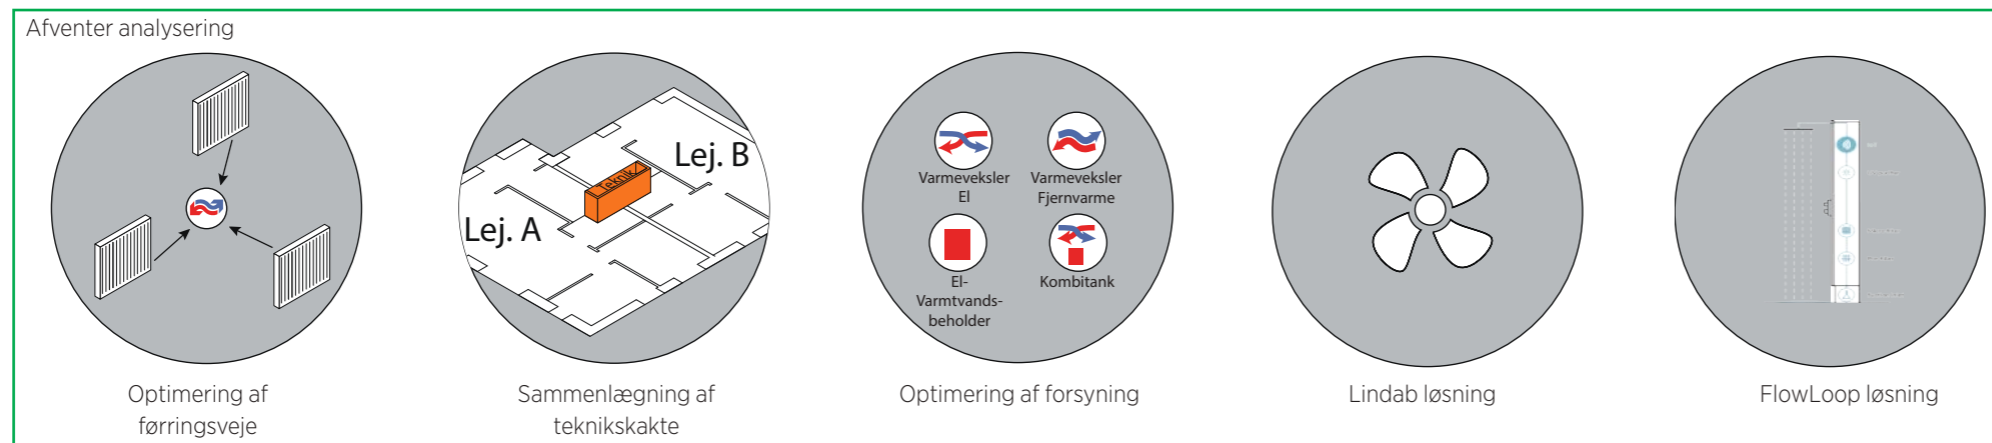 Afventer analysering
Teknik
Lej. B
Lej. A
Varmeveksler
El
Varmeveksler
Fjernvarme
El-
Varmtvands-
beholder
Kombitank
Optimering af
førringsveje
Sammenlægning af
teknikskakte
Optimering af forsyning
Lindab løsning
FlowLoop løsning